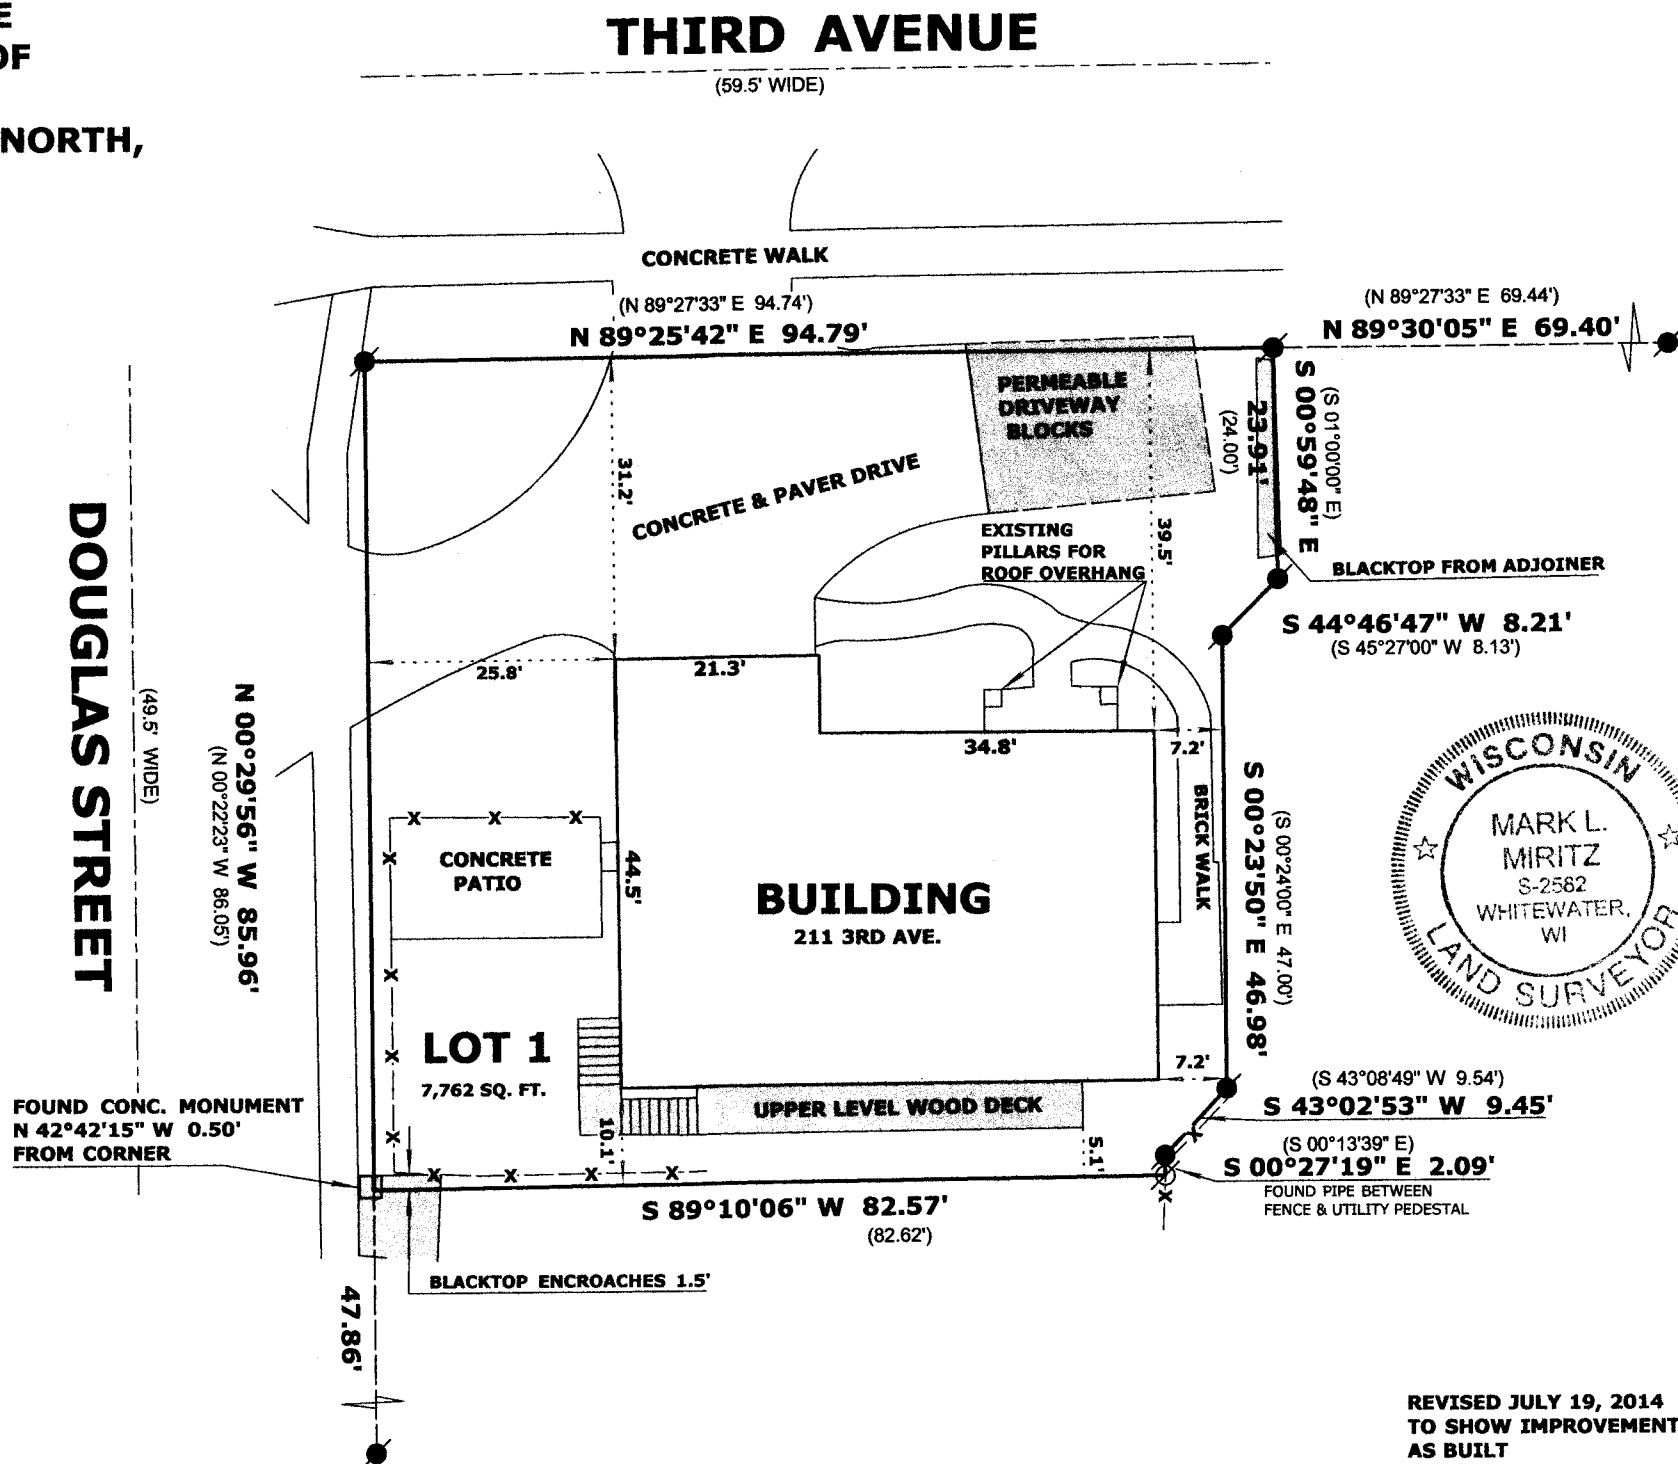 E
OF
NORTH,
THIRD AVENUE
(59.5' WIDE)
CONCRETE WALK
(N 89°27'33" E 94.74')
N 89°25'42" E 94.79'
(N 89°27'33" E 69.44')
N 89°30'05" E 69.40'
PERMEABLE
DRIVEWAY
BLOCKS
S 00°59'48" E
23.91'
(S 01°00'00" E)
(24.00')
31.2'
CONCRETE & PAVER DRIVE
EXISTING
PILLARS FOR
ROOF OVERHANG
39.5'
BLACKTOP FROM ADJOINER
S 44°46'47" W 8.21'
(S 45°27'00" W 8.13')
DOUGLAS STREET
(49.5' WIDE)
N 00°29'56" W 85.96'
(N 00°22'23" W 86.05')
25.8'
21.3'
34.8'
7.2'
BRICK WALK
S 00°23'50" E 46.98'
(S 00°24'00" E 47.00')
WISCONSIN
MARK L.
MIRITZ
S-2582
WHITEWATER,
WI
LAND SURVEYOR
CONCRETE
PATIO
44.5'
BUILDING
211 3RD AVE.
LOT 1
7,762 SQ. FT.
7.2'
UPPER LEVEL WOOD DECK
10.1'
5.1'
(S 43°08'49" W 9.54')
S 43°02'53" W 9.45'
(S 00°13'39" E)
S 00°27'19" E 2.09'
FOUND PIPE BETWEEN
FENCE & UTILITY PEDESTAL
FOUND CONC. MONUMENT
N 42°42'15" W 0.50'
FROM CORNER
S 89°10'06" W 82.57'
(82.62')
BLACKTOP ENCROACHES 1.5'
47.86'
REVISED JULY 19, 2014
TO SHOW IMPROVEMENT
AS BUILT